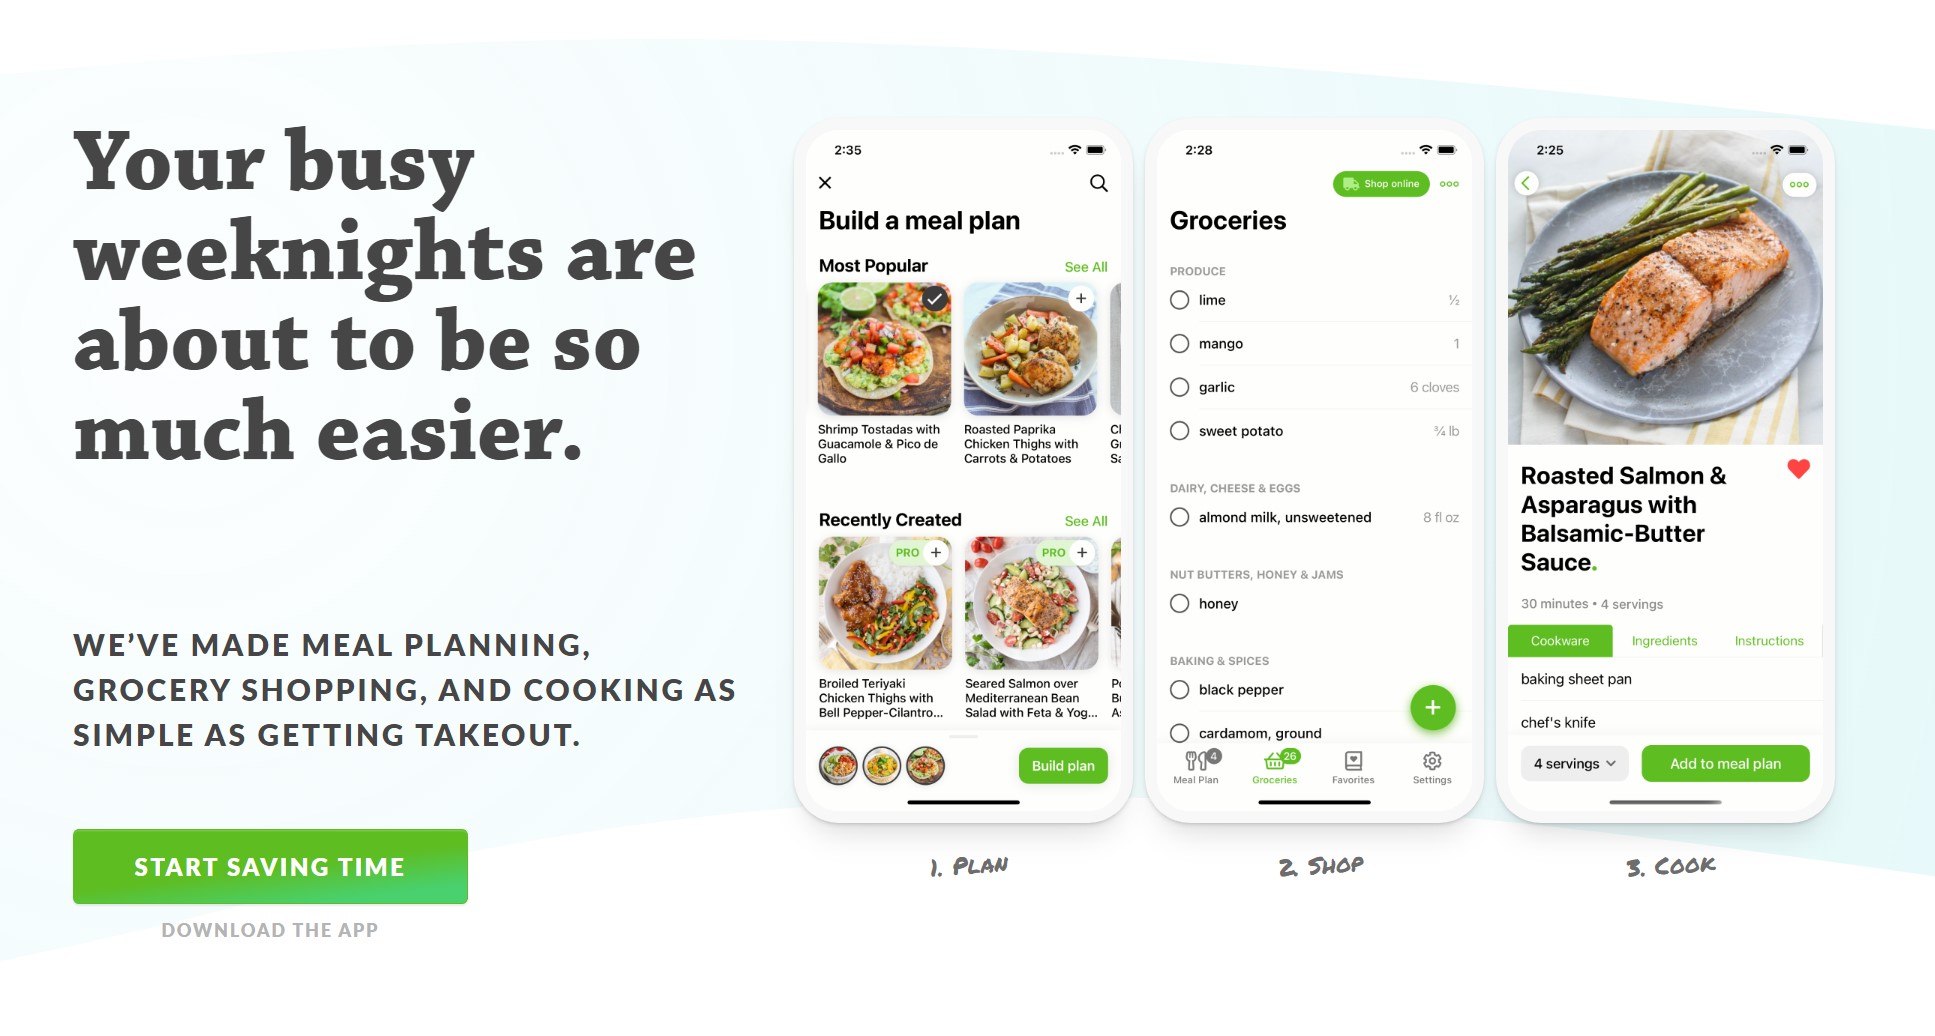 Your busy
weeknights are
about to be so
much easier.
WE'VE MADE MEAL PLANNING,
GROCERY SHOPPING, AND COOKING AS
SIMPLE AS GETTING TAKEOUT.
START SAVING TIME
DOWNLOAD THE APP
2:35
Build a meal plan
Most Popular See All
Shrimp Tostadas with
Guacamole & Pico de
Gallo
Roasted Paprika
Chicken Thighs with
Carrots & Potatoes
Recently Created See All
PRO
PRO
Broiled Teriyaki
Chicken Thighs with
Bell Pepper-Cilantro...
Seared Salmon over
Mediterranean Bean
Salad with Feta & Yog...
Build plan
1. PLAN
2:28
Shop online
Groceries
PRODUCE
lime ½
mango 1
garlic 6 cloves
sweet potato ¾ lb
DAIRY, CHEESE & EGGS
almond milk, unsweetened 8 fl oz
NUT BUTTERS, HONEY & JAMS
honey
BAKING & SPICES
black pepper
cardamom, ground
4 26
Meal Plan Groceries Favorites Settings
2. SHOP
2:25
Roasted Salmon &
Asparagus with
Balsamic-Butter
Sauce.
30 minutes • 4 servings
Cookware Ingredients Instructions
baking sheet pan
chef's knife
4 servings Add to meal plan
3. COOK